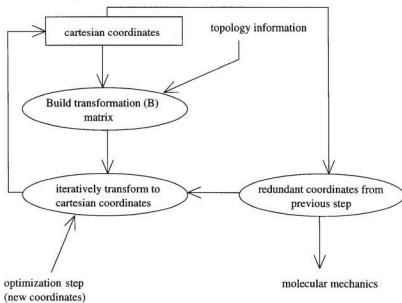 cartesian coordinates
topology information
Build transformation (B)
matrix
iteratively transform to
cartesian coordinates
redundant coordinates from
previous step
optimization step
(new coordinates)
molecular mechanics